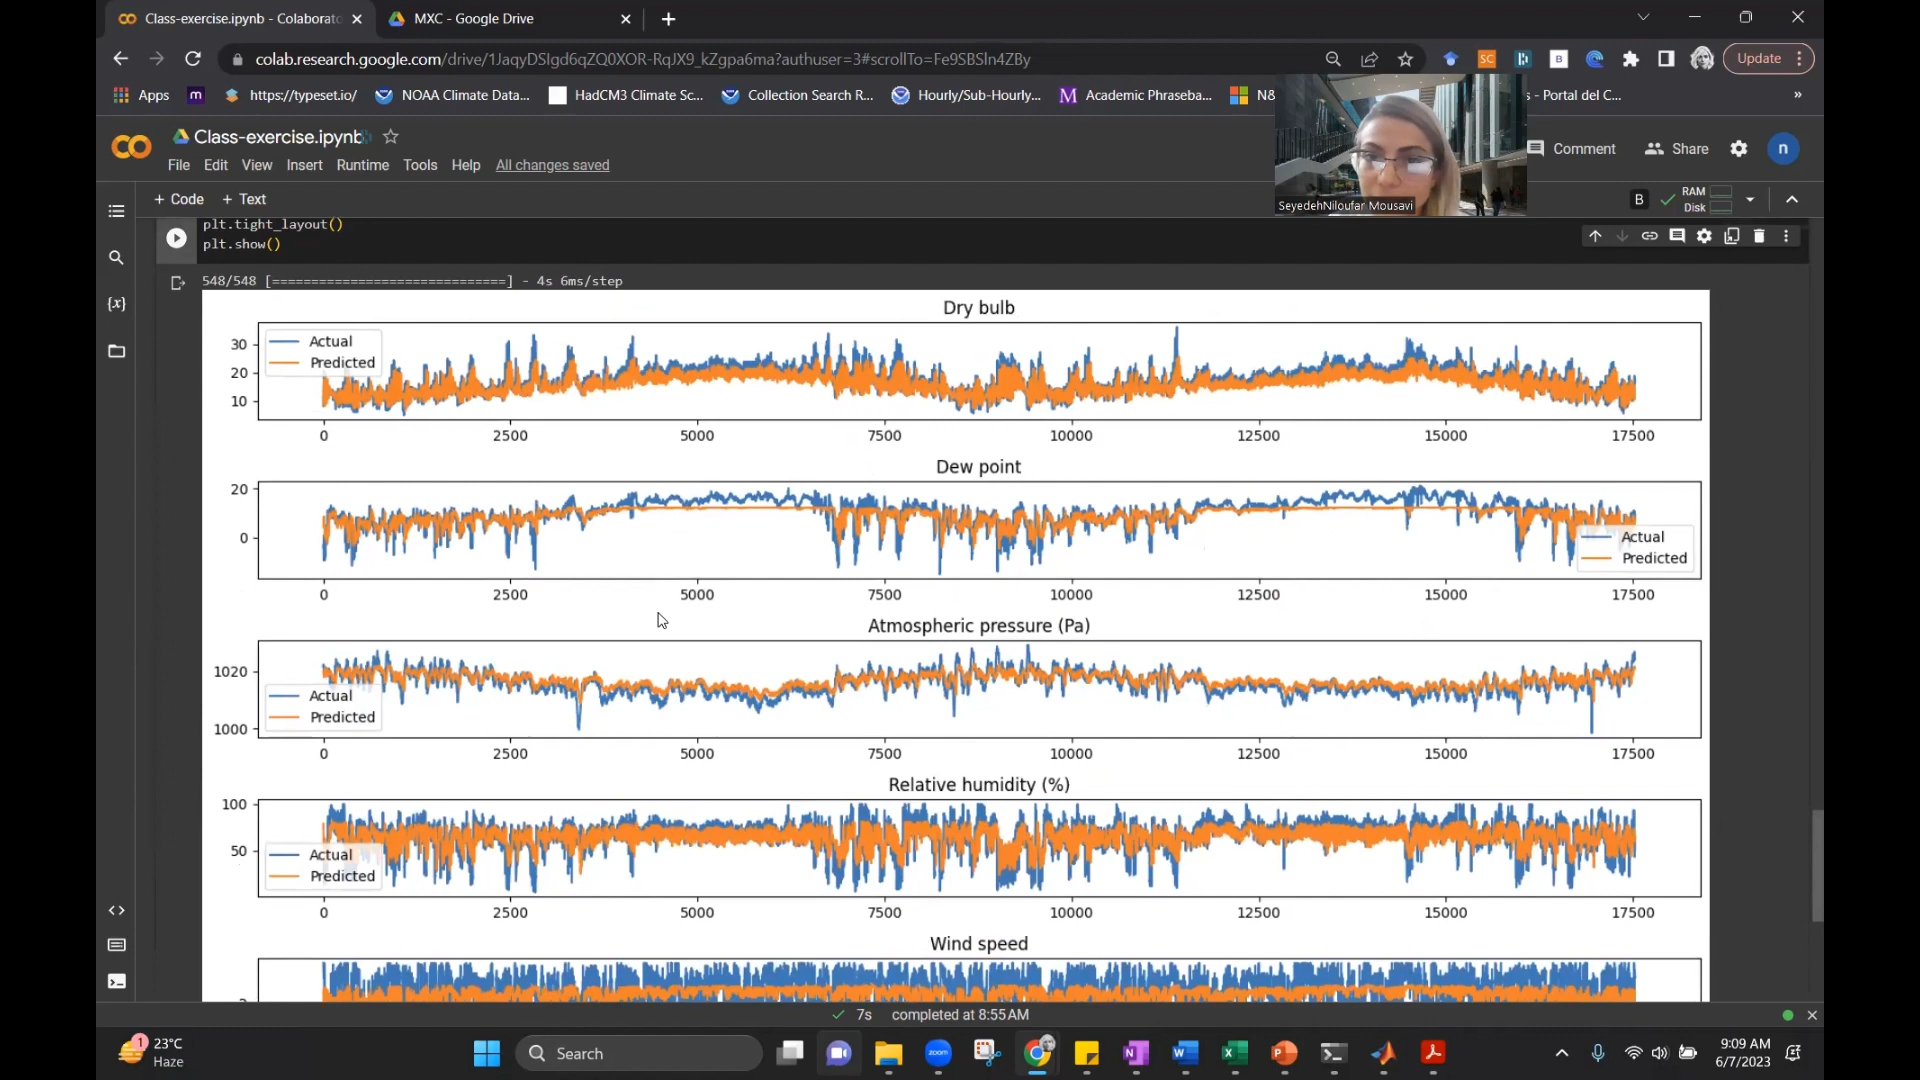 Class-exercise.ipynb - Colaborato
MXC - Google Drive
colab.research.google.com/drive/1JaqyDSIgd6qZQ0XOR-RqJX9_kZgpa6ma?authuser=3#scrollTo=Fe9SBSln4ZBy
Update
Apps
https://typeset.io/
NOAA Climate Data...
HadCM3 Climate Sc...
Collection Search R...
Hourly/Sub-Hourly...
Academic Phraseba...
N&
s - Portal del C...
Class-exercise.ipynb
File Edit View Insert Runtime Tools Help All changes saved
Comment
Share
n
SeyedehNiloufar Mousavi
+ Code + Text
B
RAM
Disk
plt.tight_layout()
plt.show()
548/548 [==============================] - 4s 6ms/step
Dry bulb
Actual
Predicted
30
20
10
0 2500 5000 7500 10000 12500 15000 17500
Dew point
20
0
Actual
Predicted
0 2500 5000 7500 10000 12500 15000 17500
Atmospheric pressure (Pa)
1020
1000
Actual
Predicted
0 2500 5000 7500 10000 12500 15000 17500
Relative humidity (%)
100
50
Actual
Predicted
0 2500 5000 7500 10000 12500 15000 17500
Wind speed
7s completed at 8:55 AM
1
23°C
Haze
Search
zoom
9:09 AM
6/7/2023